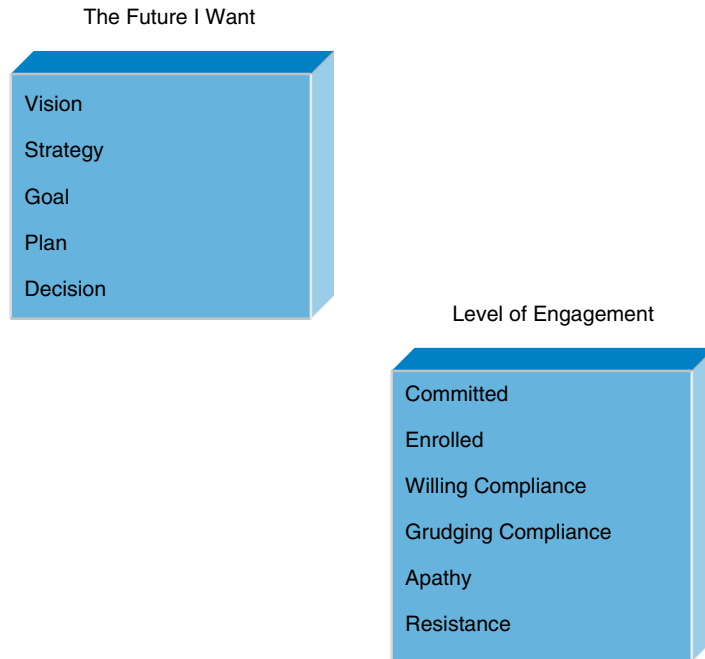 The Future I Want
Vision
Strategy
Goal
Plan
Decision
Level of Engagement
Committed
Enrolled
Willing Compliance
Grudging Compliance
Apathy
Resistance